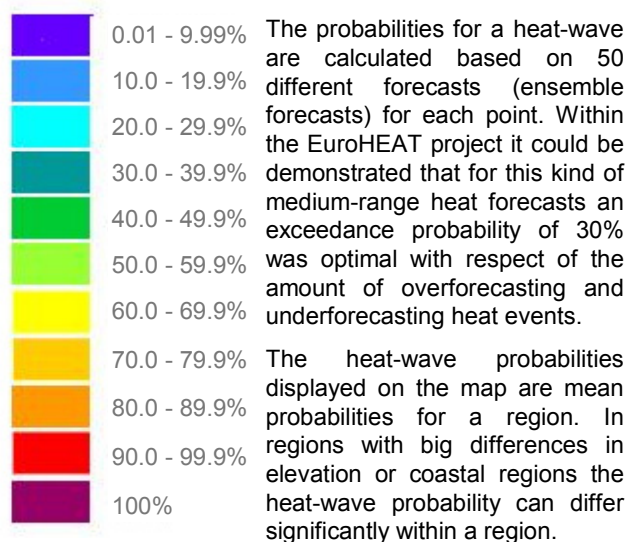 0.01 - 9.99%
10.0 - 19.9%
20.0 - 29.9%
30.0 - 39.9%
40.0 - 49.9%
50.0 - 59.9%
60.0 - 69.9%
70.0 - 79.9%
80.0 - 89.9%
90.0 - 99.9%
100%
The probabilities for a heat-wave
are calculated based on 50
different forecasts (ensemble
forecasts) for each point. Within
the EuroHEAT project it could be
demonstrated that for this kind of
medium-range heat forecasts an
exceedance probability of 30%
was optimal with respect of the
amount of overforecasting and
underforecasting heat events.
The heat-wave probabilities
displayed on the map are mean
probabilities for a region. In
regions with big differences in
elevation or coastal regions the
heat-wave probability can differ
significantly within a region.